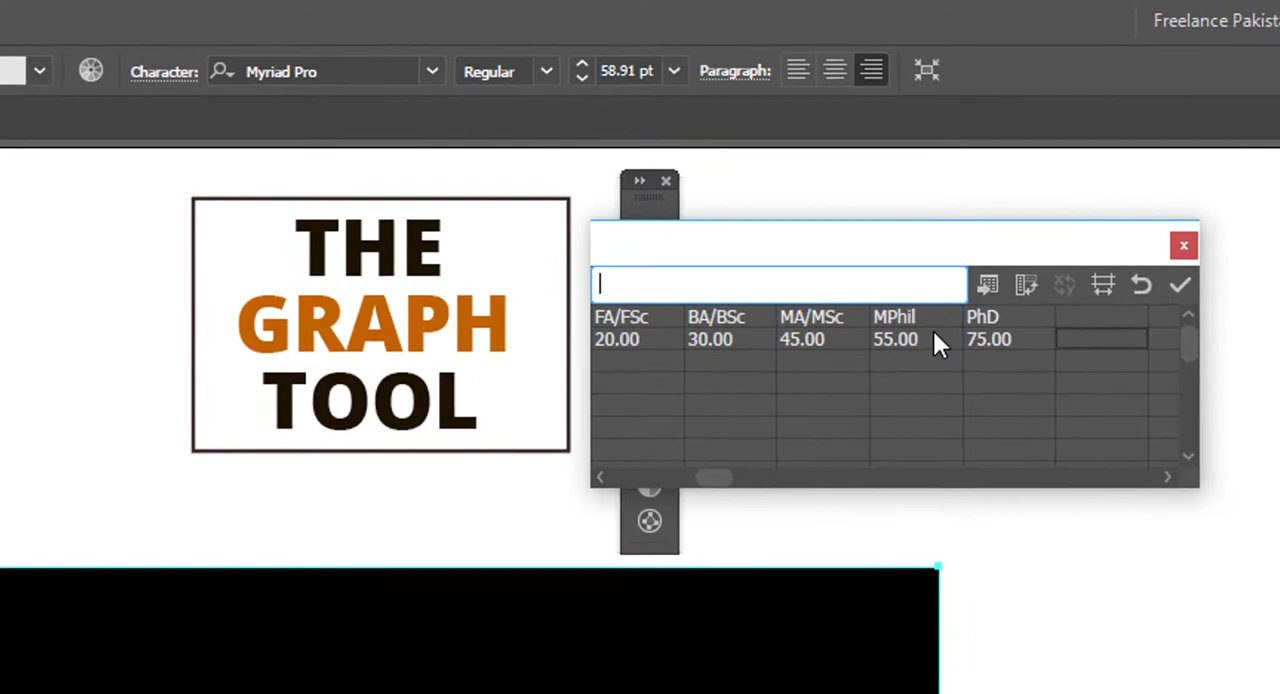 Freelance Pakista
Character: Myriad Pro Regular 58.91 pt Paragraph:
THE
GRAPH
TOOL
FA/FSc BA/BSc MA/MSc MPhil PhD
20.00 30.00 45.00 55.00 75.00